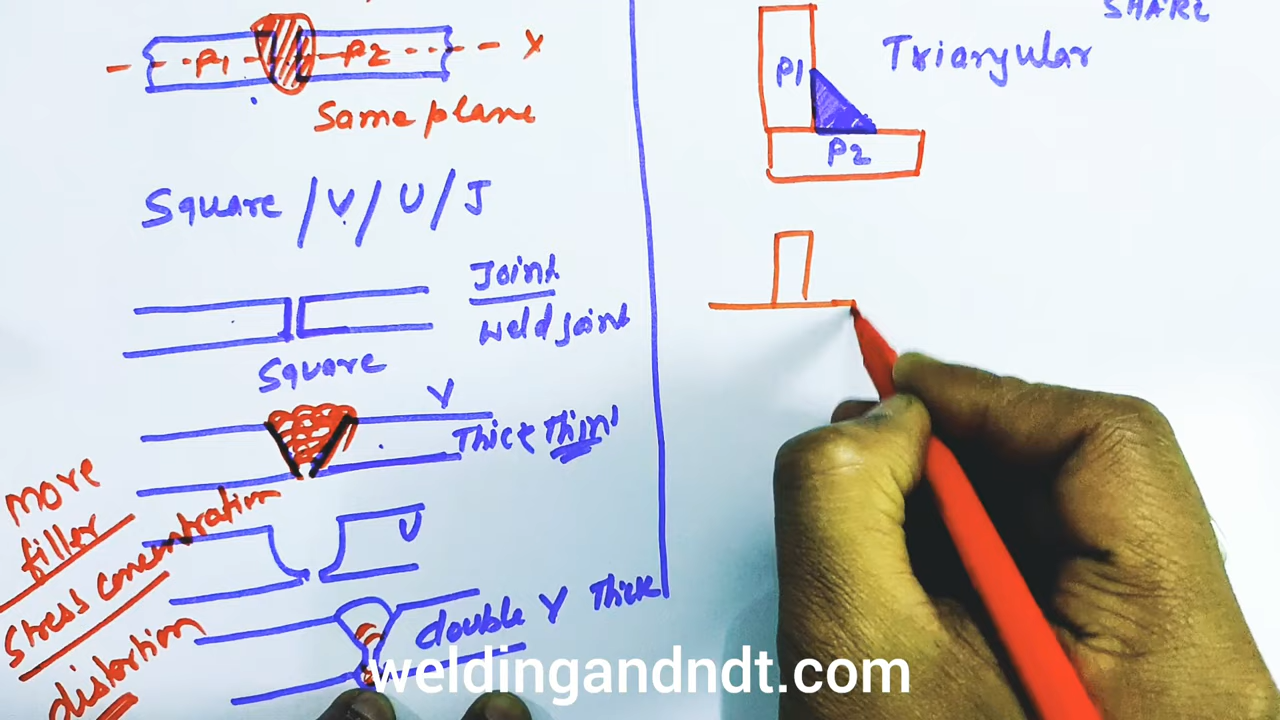 P1 P2 X
Same plane
Square / V / U / J
Joint
Weld joint
Square
V
Thick Thin
More
filler
Stress concentration
distortion
U
double V Thick
SHARE
Triangular
P1
P2
weldingandndt.com